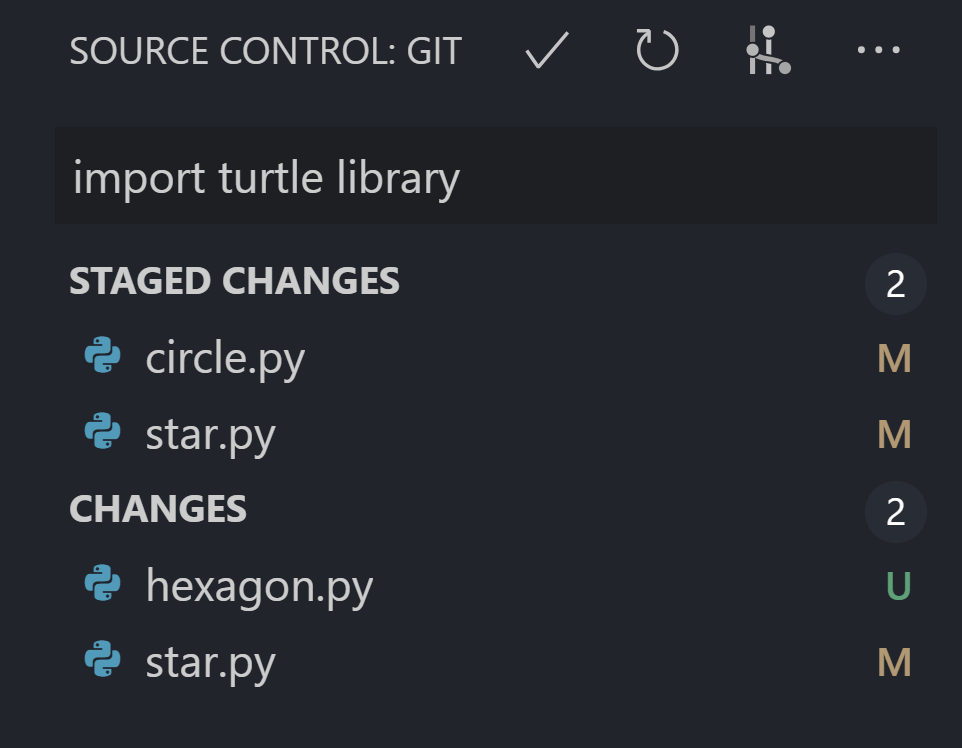 SOURCE CONTROL: GIT
import turtle library
STAGED CHANGES 2
circle.py M
star.py M
CHANGES 2
hexagon.py U
star.py M